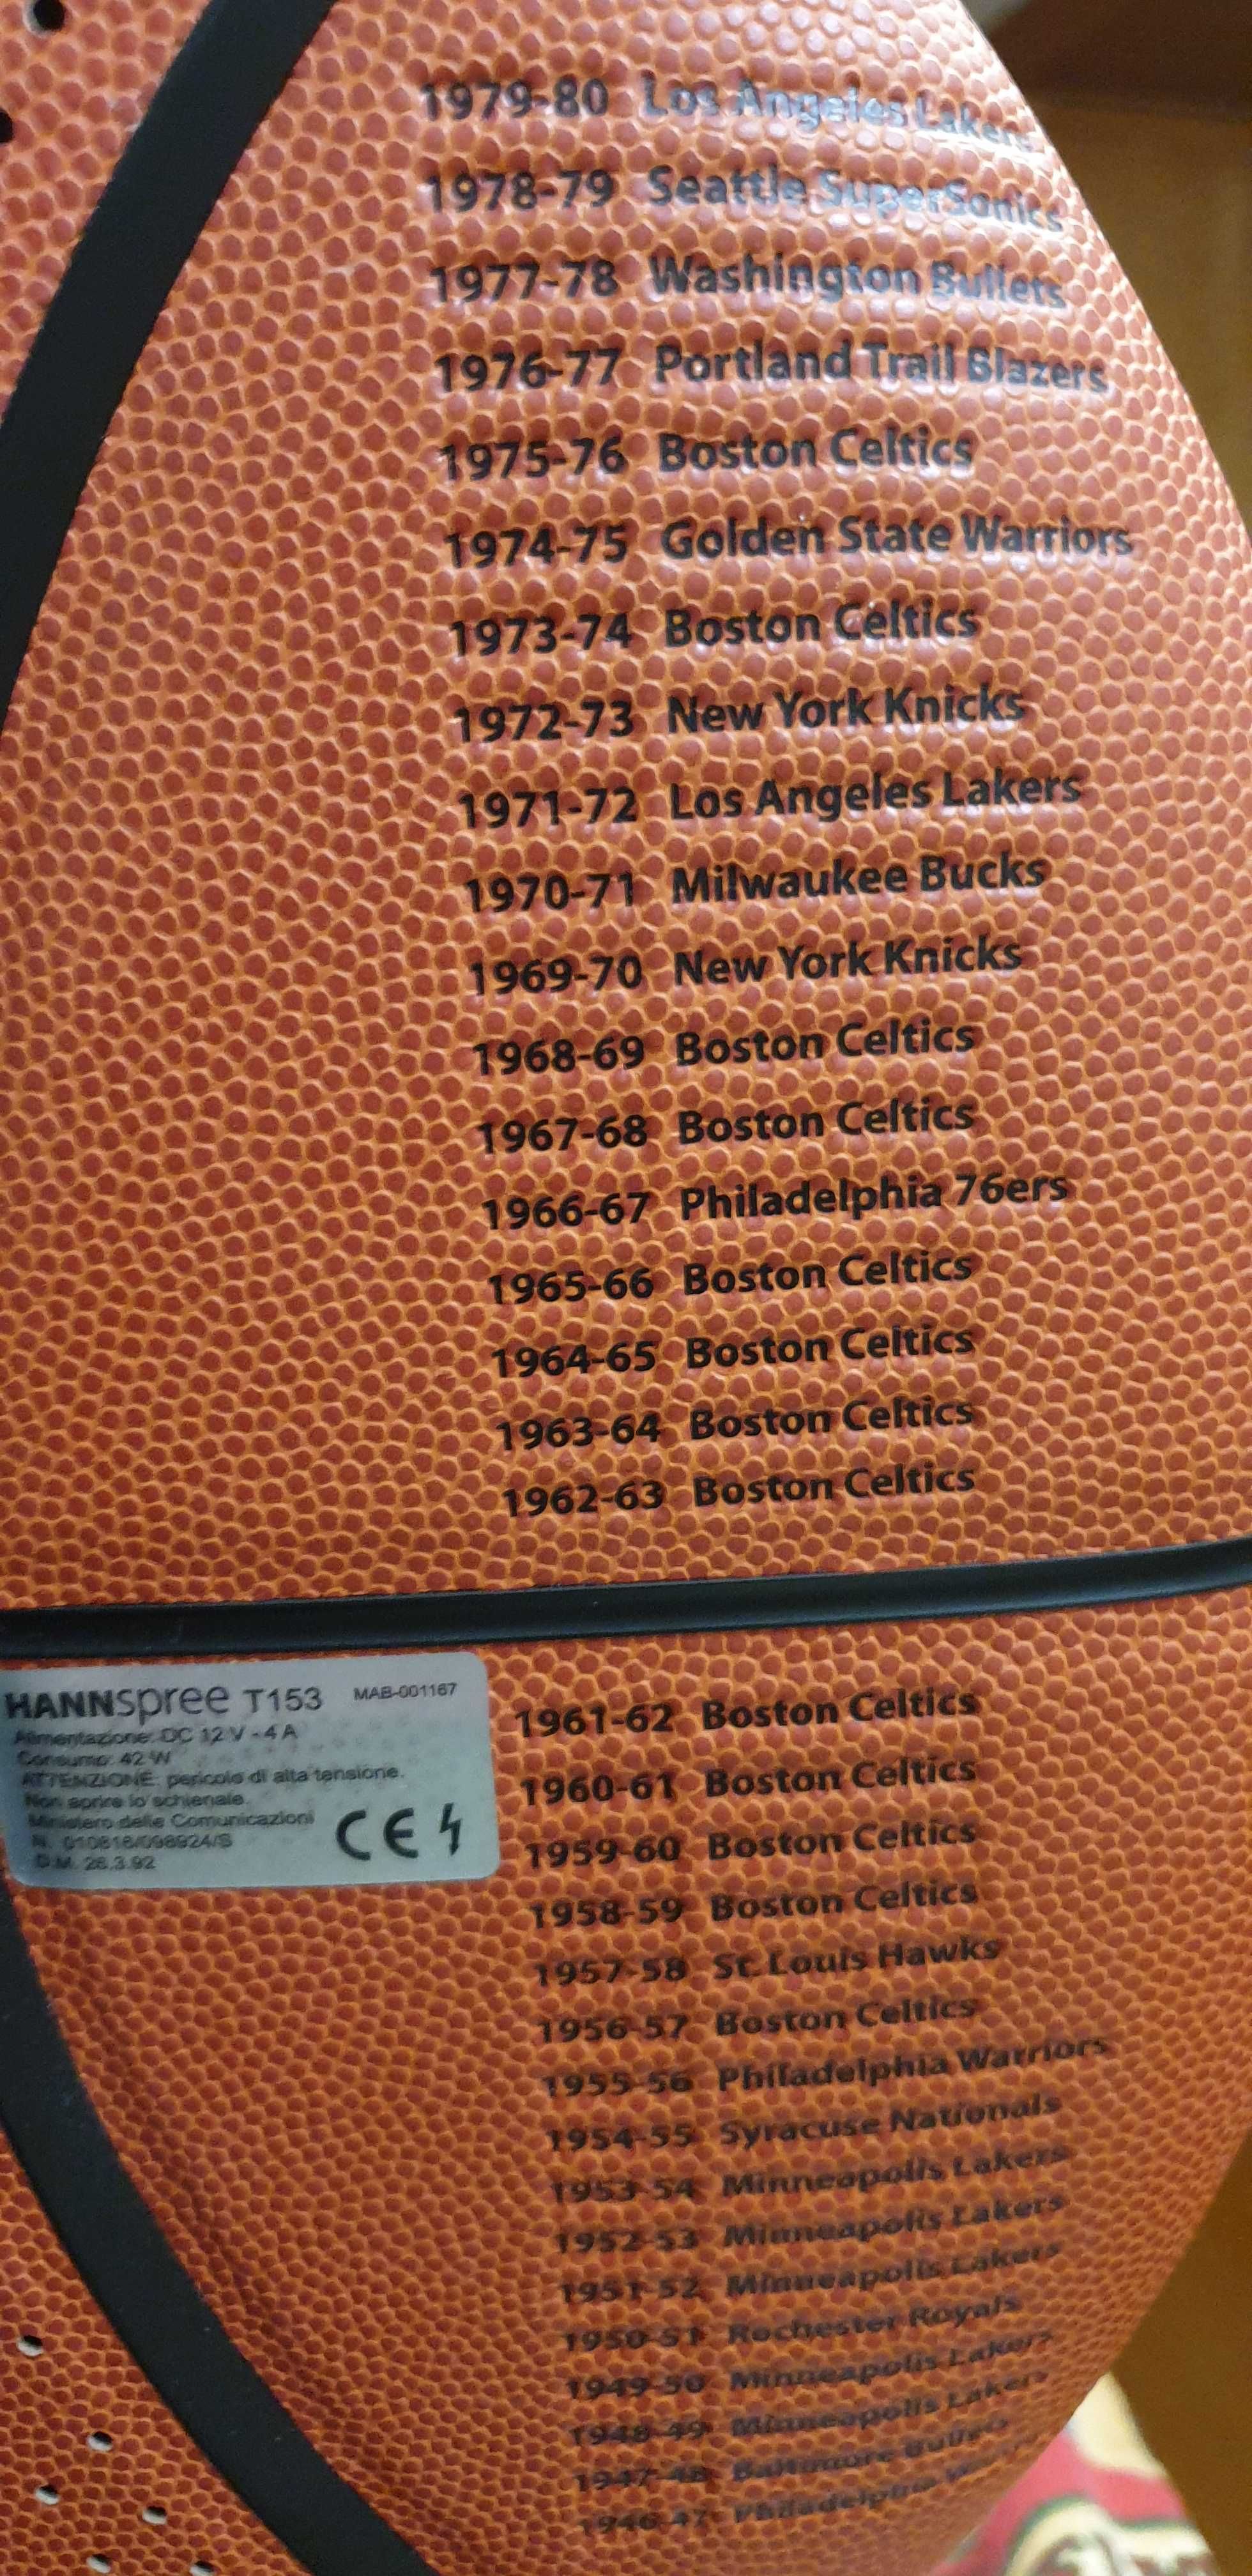 1979-80 Los Angeles Lakers
1978-79 Seattle SuperSonics
1977-78 Washington Bullets
1976-77 Portland Trail Blazers
1975-76 Boston Celtics
1974-75 Golden State Warriors
1973-74 Boston Celtics
1972-73 New York Knicks
1971-72 Los Angeles Lakers
1970-71 Milwaukee Bucks
1969-70 New York Knicks
1968-69 Boston Celtics
1967-68 Boston Celtics
1966-67 Philadelphia 76ers
1965-66 Boston Celtics
1964-65 Boston Celtics
1963-64 Boston Celtics
1962-63 Boston Celtics
HANNspree T153 MAB-001167
Alimentazione: DC 12 V - 4 A
Consumo: 42 W
ATTENZIONE: pericolo di alta tensione.
Non aprire lo schienale.
Ministero delle Comunicazioni
N. 010816/098924/S
D.M. 26.3.92
CE
1961-62 Boston Celtics
1960-61 Boston Celtics
1959-60 Boston Celtics
1958-59 Boston Celtics
1957-58 St. Louis Hawks
1956-57 Boston Celtics
1955-56 Philadelphia Warriors
1954-55 Syracuse Nationals
1953-54 Minneapolis Lakers
1952-53 Minneapolis Lakers
1951-52 Minneapolis Lakers
1950-51 Rochester Royals
1949-50 Minneapolis Lakers
1948-49 Minneapolis Lakers
1947-48 Baltimore Bullets
1946-47 Philadelphia